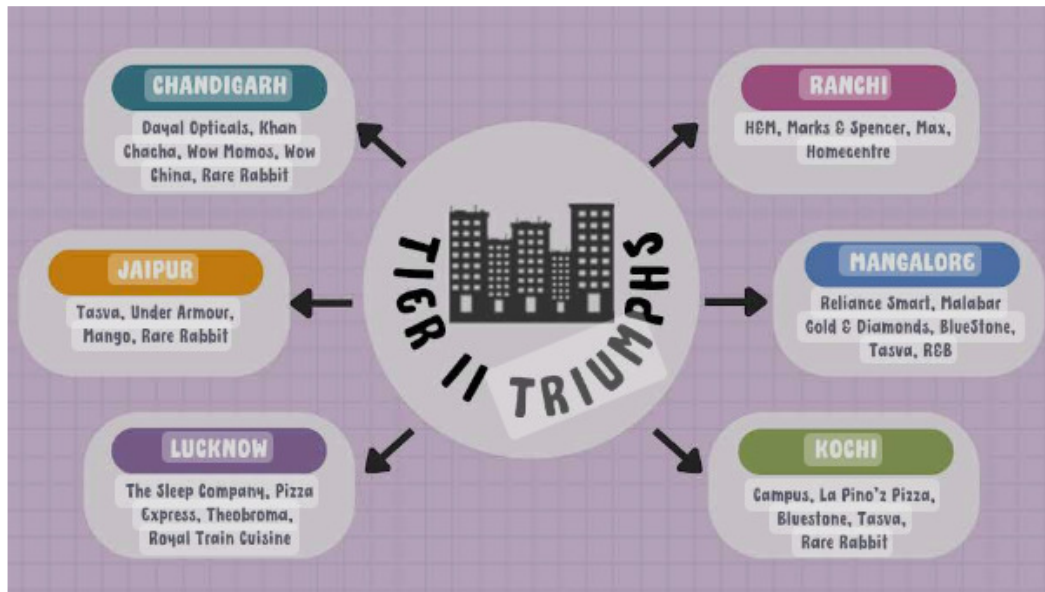 CHANDIGARH
Dayal Opticals, Khan
Chacha, Wow Momos, Wow
China, Rare Rabbit
RANCHI
H&M, Marks & Spencer, Max,
Homecentre
JAIPUR
Tasva, Under Armour,
Mango, Rare Rabbit
TIER II TRIUMPHS
MANGALORE
Reliance Smart, Malabar
Gold & Diamonds, BlueStone,
Tasva, R&B
LUCKNOW
The Sleep Company, Pizza
Express, Theobroma,
Royal Train Cuisine
KOCHI
Campus, La Pino'z Pizza,
Bluestone, Tasva,
Rare Rabbit